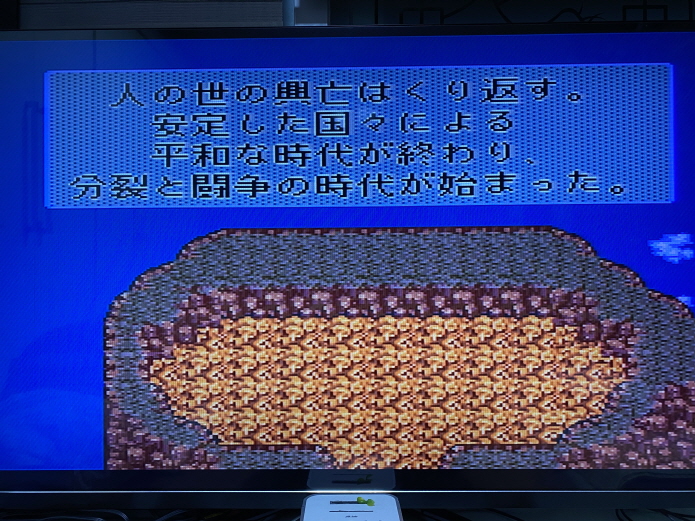 人の世の興亡はくり返す。
安定した国々による
平和な時代が終わり、
分裂と闘争の時代が始まった。